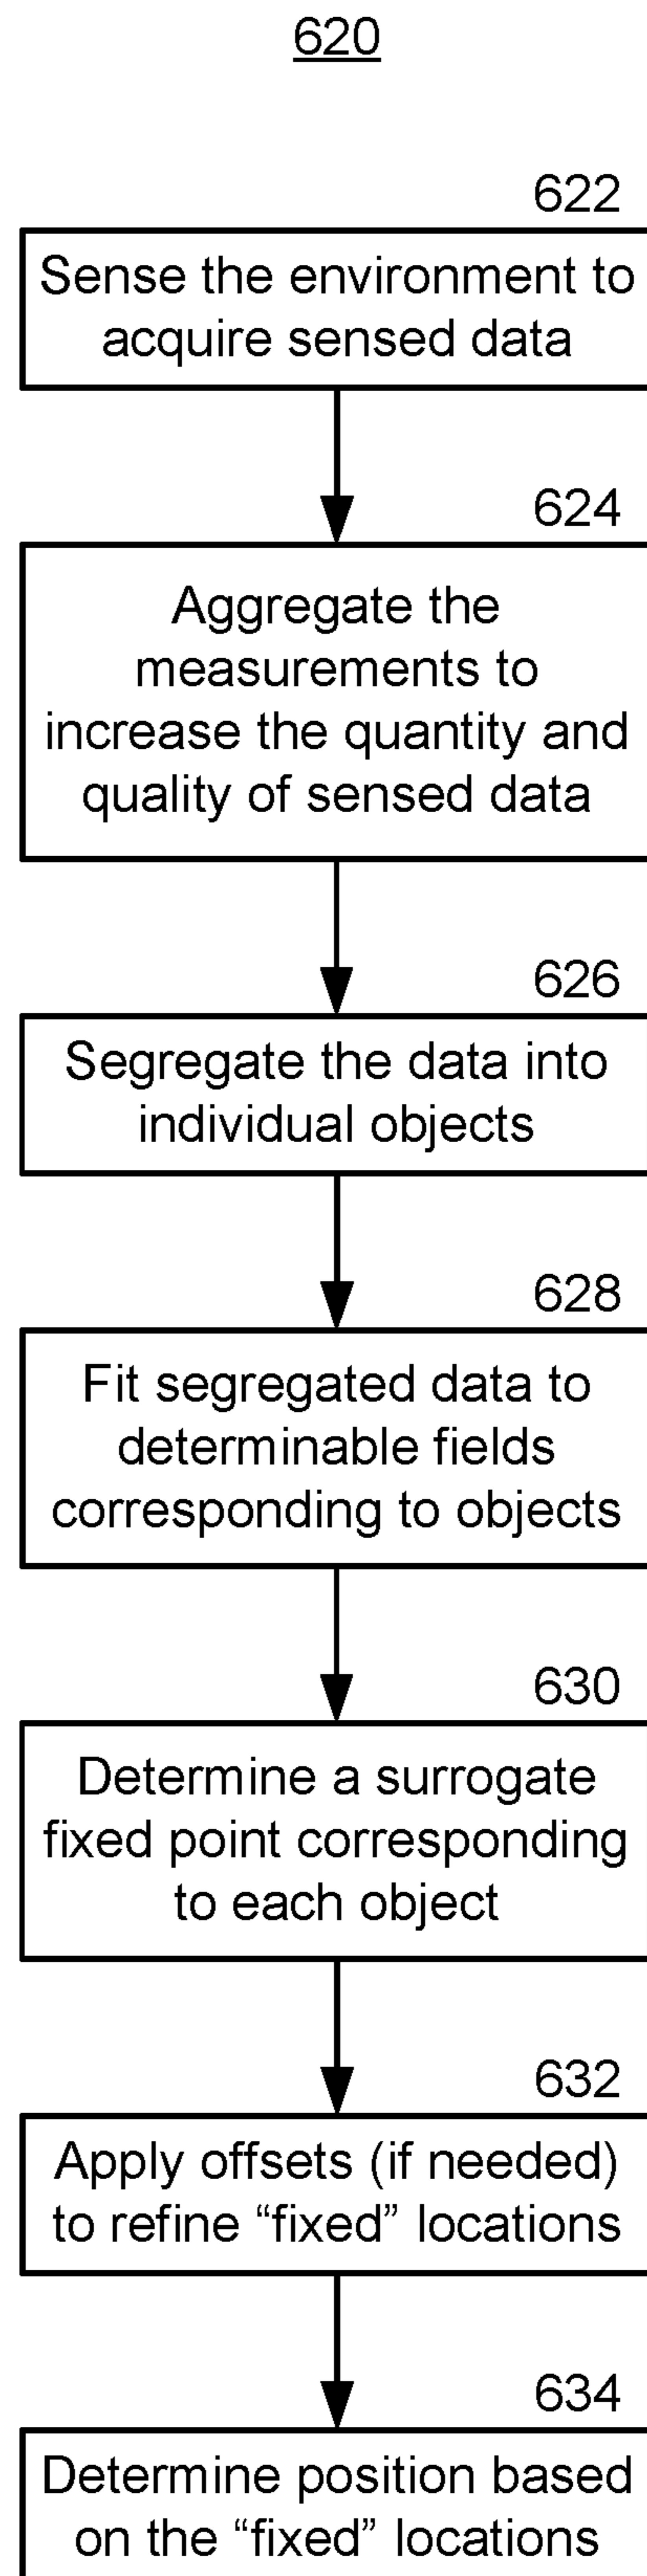 620
622
Sense the environment to
acquire sensed data
624
Aggregate the
measurements to
increase the quantity and
quality of sensed data
626
Segregate the data into
individual objects
628
Fit segregated data to
determinable fields
corresponding to objects
630
Determine a surrogate
fixed point corresponding
to each object
632
Apply offsets (if needed)
to refine “fixed” locations
634
Determine position based
on the “fixed” locations